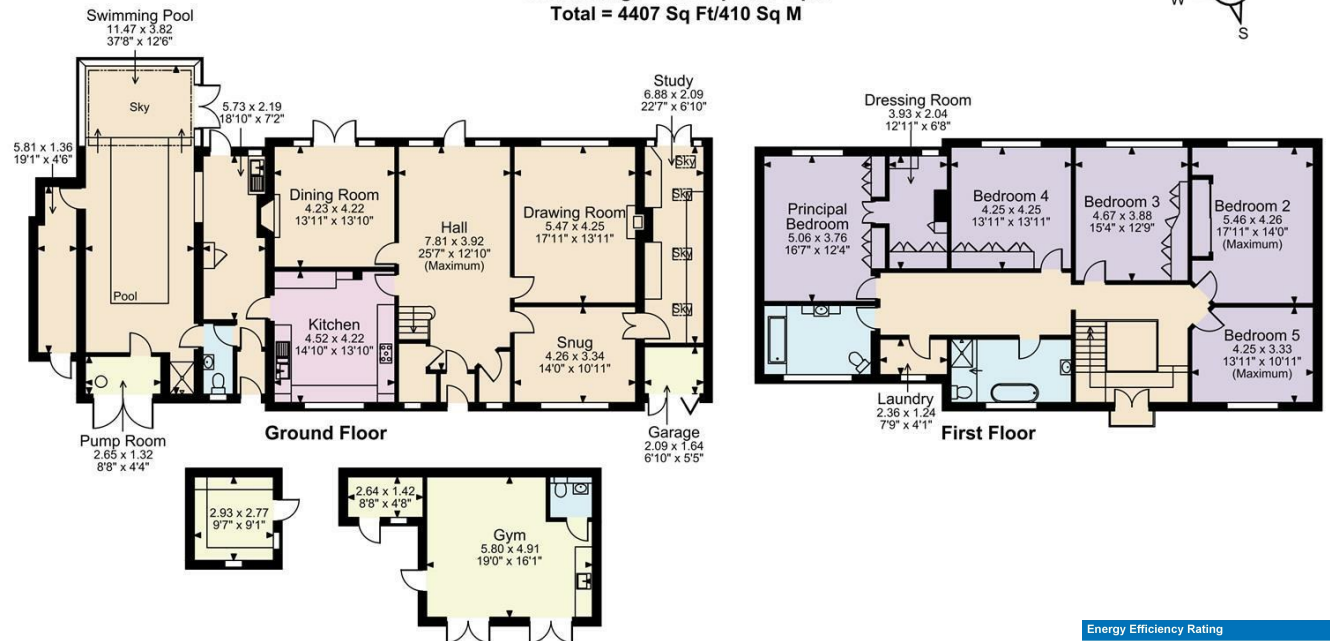 Total = 4407 Sq Ft/410 Sq M
W
S
Swimming Pool
11.47 x 3.82
37'8" x 12'6"
Sky
5.73 x 2.19
18'10" x 7'2"
5.81 x 1.36
19'1" x 4'6"
Pool
Dining Room
4.23 x 4.22
13'11" x 13'10"
Hall
7.81 x 3.92
25'7" x 12'10"
(Maximum)
Drawing Room
5.47 x 4.25
17'11" x 13'11"
Study
6.88 x 2.09
22'7" x 6'10"
Sky
Sky
Sky
Sky
Kitchen
4.52 x 4.22
14'10" x 13'10"
Snug
4.26 x 3.34
14'0" x 10'11"
Pump Room
2.65 x 1.32
8'8" x 4'4"
Garage
2.09 x 1.64
6'10" x 5'5"
Ground Floor
Dressing Room
3.93 x 2.04
12'11" x 6'8"
Principal
Bedroom
5.06 x 3.76
16'7" x 12'4"
Bedroom 4
4.25 x 4.25
13'11" x 13'11"
Bedroom 3
4.67 x 3.88
15'4" x 12'9"
Bedroom 2
5.46 x 4.26
17'11" x 14'0"
(Maximum)
Bedroom 5
4.25 x 3.33
13'11" x 10'11"
(Maximum)
Laundry
2.36 x 1.24
7'9" x 4'1"
First Floor
2.93 x 2.77
9'7" x 9'1"
2.64 x 1.42
8'8" x 4'8"
Gym
5.80 x 4.91
19'0" x 16'1"
Energy Efficiency Rating